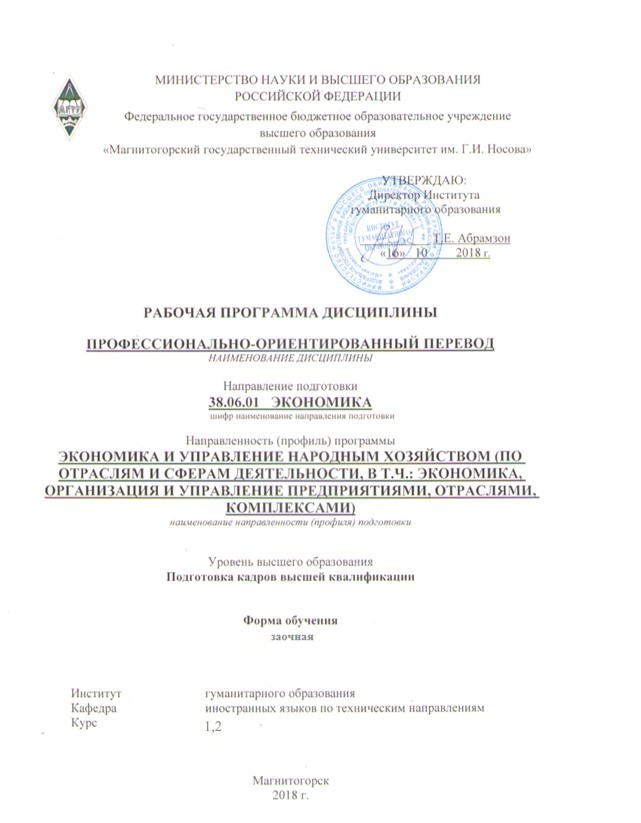 МИНИСТЕРСТВО НАУКИ И ВЫСШЕГО ОБРАЗОВАНИЯ
РОССИЙСКОЙ ФЕДЕРАЦИИ
Федеральное государственное бюджетное образовательное учреждение
высшего образования
«Магнитогорский государственный технический университет им. Г.И. Носова»
МГТУ
УТВЕРЖДАЮ:
Директор Института
гуманитарного образования
ИНСТИТУТ
ГУМАНИТАРНОГО
Т.Е. Абрамзон
«16» 10 2018 г.
РАБОЧАЯ ПРОГРАММА ДИСЦИПЛИНЫ
ПРОФЕССИОНАЛЬНО-ОРИЕНТИРОВАННЫЙ ПЕРЕВОД
НАИМЕНОВАНИЕ ДИСЦИПЛИНЫ
Направление подготовки
38.06.01 ЭКОНОМИКА
шифр наименование направления подготовки
Направленность (профиль) программы
ЭКОНОМИКА И УПРАВЛЕНИЕ НАРОДНЫМ ХОЗЯЙСТВОМ (ПО
ОТРАСЛЯМ И СФЕРАМ ДЕЯТЕЛЬНОСТИ, В Т.Ч.: ЭКОНОМИКА,
ОРГАНИЗАЦИЯ И УПРАВЛЕНИЕ ПРЕДПРИЯТИЯМИ, ОТРАСЛЯМИ,
КОМПЛЕКСАМИ)
наименование направленности (профиля) подготовки
Уровень высшего образования
Подготовка кадров высшей квалификации
Форма обучения
заочная
Институт гуманитарного образования
Кафедра иностранных языков по техническим направлениям
Курс 1,2
Магнитогорск
2018 г.